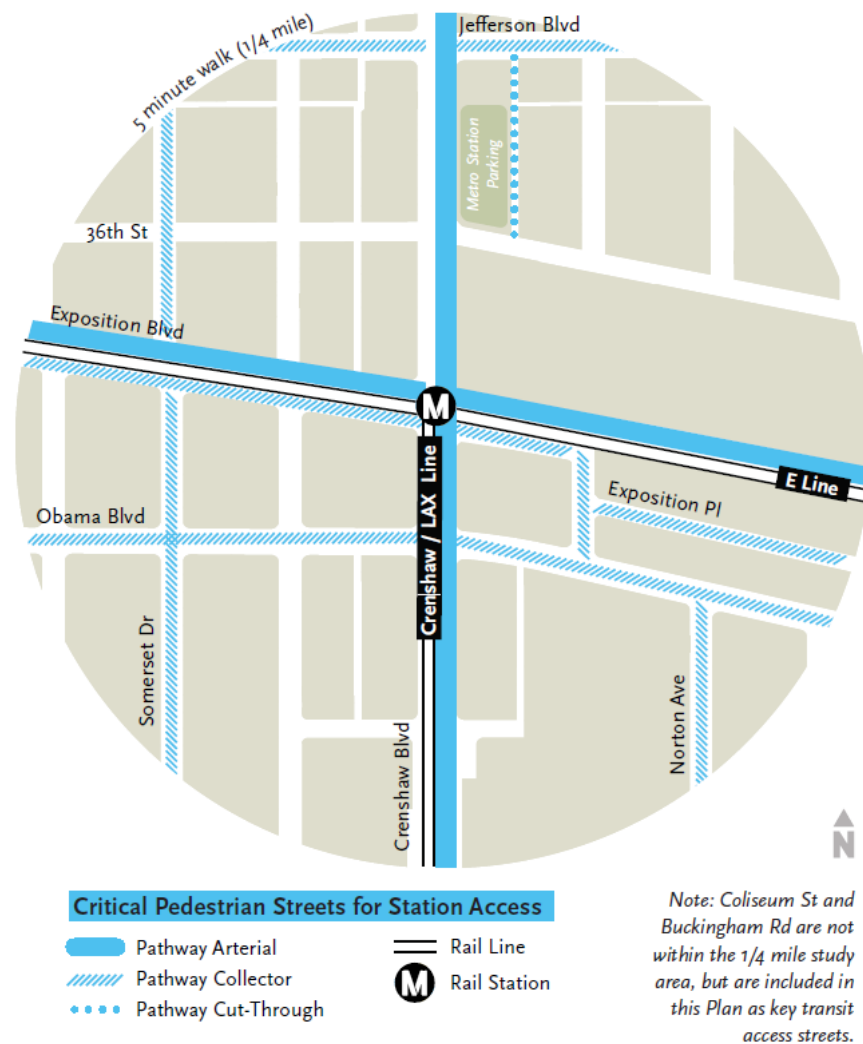 Jefferson Blvd
5 minute walk (1/4 mile)
Metro Station
Parking
36th St
Exposition Blvd
M
E Line
Crenshaw / LAX Line
Exposition Pl
Obama Blvd
Somerset Dr
Crenshaw Blvd
Norton Ave
N
Critical Pedestrian Streets for Station Access
Pathway Arterial
Pathway Collector
Pathway Cut-Through
Rail Line
M Rail Station
Note: Coliseum St and
Buckingham Rd are not
within the 1/4 mile study
area, but are included in
this Plan as key transit
access streets.